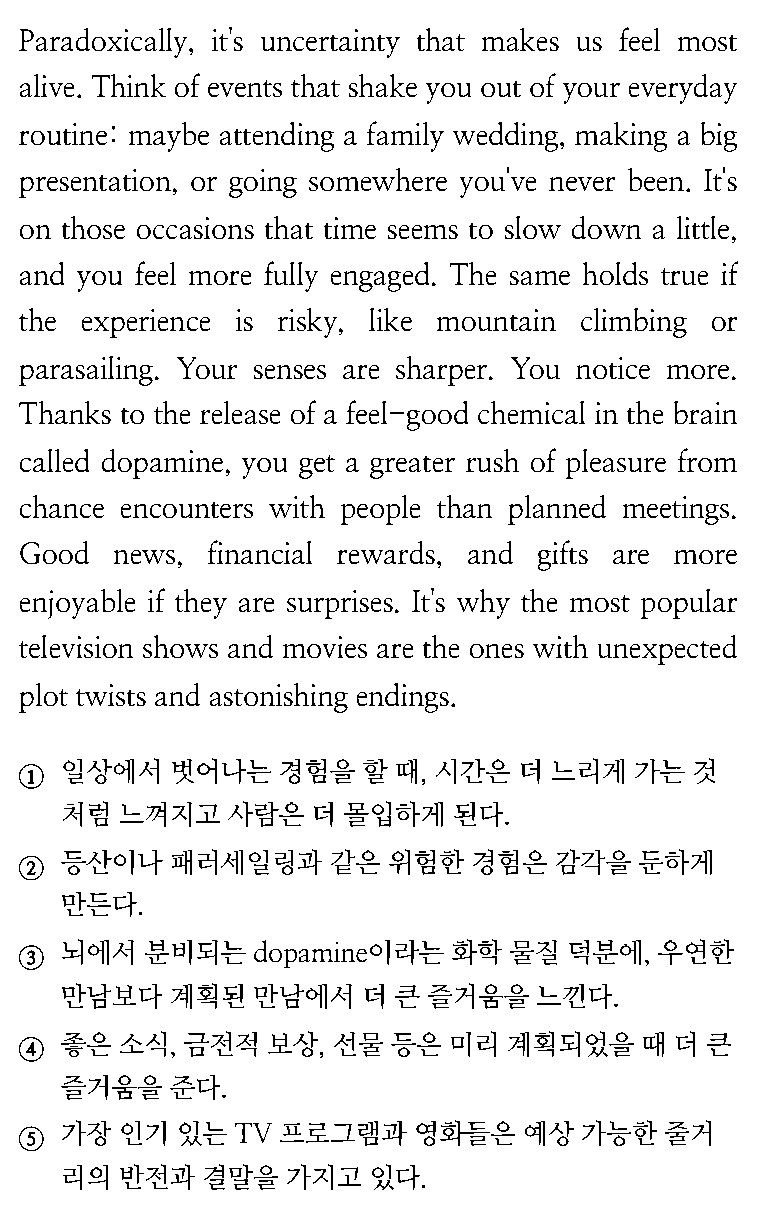 Paradoxically, it's uncertainty that makes us feel most
alive. Think of events that shake you out of your everyday
routine: maybe attending a family wedding, making a big
presentation, or going somewhere you've never been. It's
on those occasions that time seems to slow down a little,
and you feel more fully engaged. The same holds true if
the experience is risky, like mountain climbing or
parasailing. Your senses are sharper. You notice more.
Thanks to the release of a feel-good chemical in the brain
called dopamine, you get a greater rush of pleasure from
chance encounters with people than planned meetings.
Good news, financial rewards, and gifts are more
enjoyable if they are surprises. It's why the most popular
television shows and movies are the ones with unexpected
plot twists and astonishing endings.
① 일상에서 벗어나는 경험을 할 때, 시간은 더 느리게 가는 것
처럼 느껴지고 사람은 더 몰입하게 된다.
② 등산이나 패러세일링과 같은 위험한 경험은 감각을 둔하게
만든다.
③ 뇌에서 분비되는 dopamine이라는 화학 물질 덕분에, 우연한
만남보다 계획된 만남에서 더 큰 즐거움을 느낀다.
④ 좋은 소식, 금전적 보상, 선물 등은 미리 계획되었을 때 더 큰
즐거움을 준다.
⑤ 가장 인기 있는 TV 프로그램과 영화들은 예상 가능한 줄거
리의 반전과 결말을 가지고 있다.